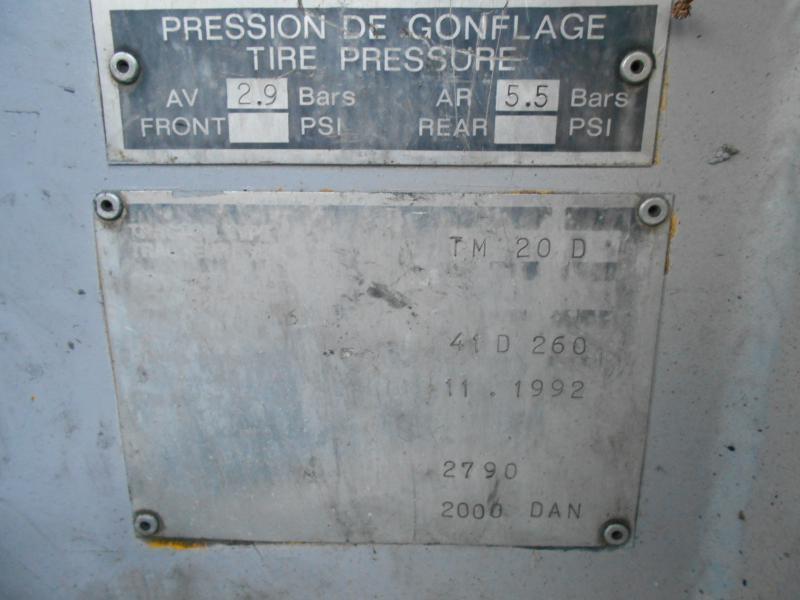 PRESSION DE GONFLAGE
TIRE PRESSURE
AV 2.9 Bars AR 5.5 Bars
FRONT PSI REAR PSI
TM 20 D
41 D 260
11 . 1992
2790
2000 DAN